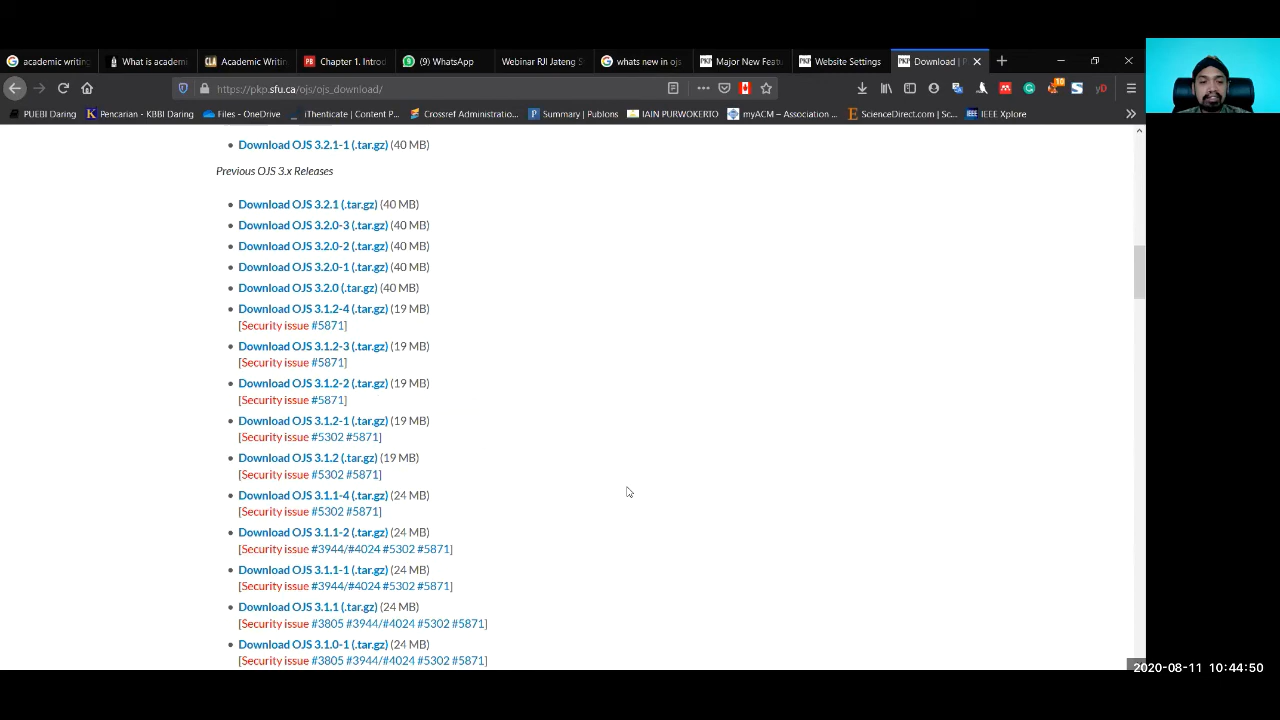 academic writing
What is academi
Academic Writin
Chapter 1. Introd
(9) WhatsApp
Webinar RJI Jateng S
whats new in ojs
Major New Featu
Website Settings
Download | P
https://pkp.sfu.ca/ojs/ojs_download/
10
PUEBI Daring
Pencarian - KBBI Daring
Files - OneDrive
iThenticate | Content P...
Crossref Administratio...
Summary | Publons
IAIN PURWOKERTO
myACM – Association ...
ScienceDirect.com | Sc...
IEEE Xplore
Download OJS 3.2.1-1 (.tar.gz) (40 MB)
Previous OJS 3.x Releases
Download OJS 3.2.1 (.tar.gz) (40 MB)
Download OJS 3.2.0-3 (.tar.gz) (40 MB)
Download OJS 3.2.0-2 (.tar.gz) (40 MB)
Download OJS 3.2.0-1 (.tar.gz) (40 MB)
Download OJS 3.2.0 (.tar.gz) (40 MB)
Download OJS 3.1.2-4 (.tar.gz) (19 MB)
[Security issue #5871]
Download OJS 3.1.2-3 (.tar.gz) (19 MB)
[Security issue #5871]
Download OJS 3.1.2-2 (.tar.gz) (19 MB)
[Security issue #5871]
Download OJS 3.1.2-1 (.tar.gz) (19 MB)
[Security issue #5302 #5871]
Download OJS 3.1.2 (.tar.gz) (19 MB)
[Security issue #5302 #5871]
Download OJS 3.1.1-4 (.tar.gz) (24 MB)
[Security issue #5302 #5871]
Download OJS 3.1.1-2 (.tar.gz) (24 MB)
[Security issue #3944/#4024 #5302 #5871]
Download OJS 3.1.1-1 (.tar.gz) (24 MB)
[Security issue #3944/#4024 #5302 #5871]
Download OJS 3.1.1 (.tar.gz) (24 MB)
[Security issue #3805 #3944/#4024 #5302 #5871]
Download OJS 3.1.0-1 (.tar.gz) (24 MB)
[Security issue #3805 #3944/#4024 #5302 #5871]
2020-08-11 10:44:50